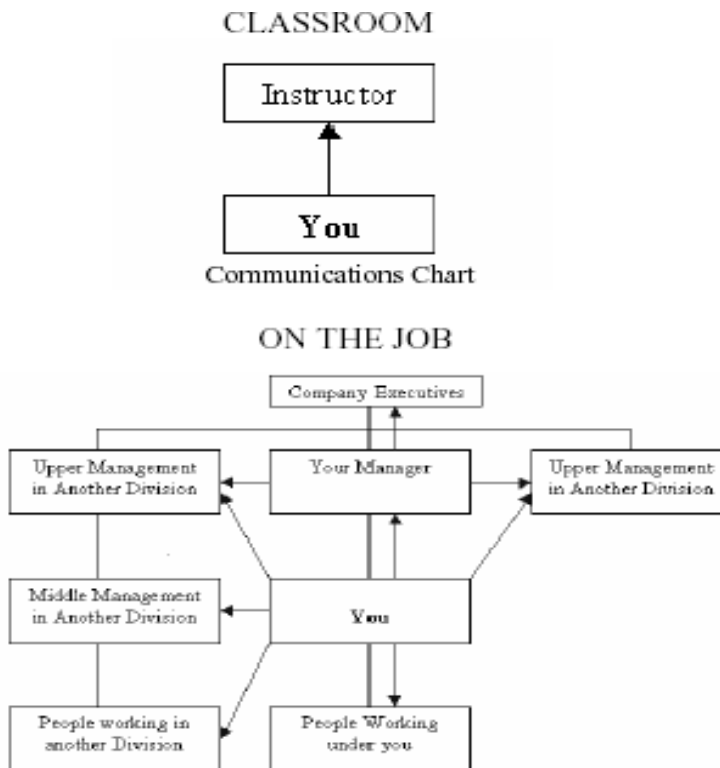 CLASSROOM
Instructor
You
Communications Chart
ON THE JOB
Company Executives
Upper Management
in Another Division
Your Manager
Upper Management
in Another Division
Middle Management
in Another Division
You
People working in
another Division
People Working
under you